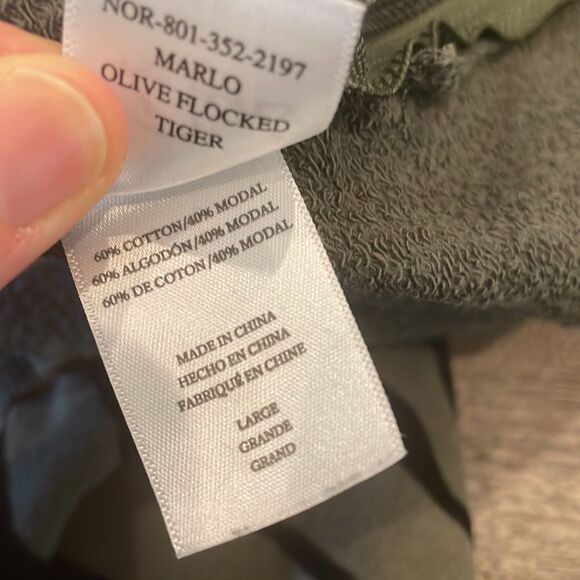 NOR-801-352-2197
MARLO
OLIVE FLOCKED
TIGER
60% COTTON/40% MODAL
60% ALGODÓN/40% MODAL
60% DE COTON/40% MODAL
MADE IN CHINA
HECHO EN CHINA
FABRIQUÉ EN CHINE
LARGE
GRANDE
GRAND